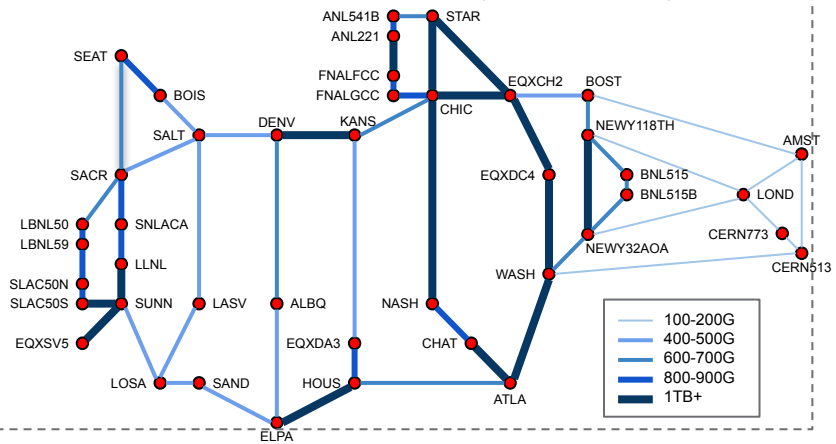 ANL541B
STAR
ANL221
SEAT
FNALFCC
EQXCH2
BOST
BOIS
FNALGCC
CHIC
DENV
KANS
NEWY118TH
SALT
AMST
SACR
EQXDC4
BNL515
BNL515B
LOND
LBNL50
SNLACA
LBNL59
CERN773
NEWY32AOA
LLNL
CERN513
WASH
SLAC50N
SLAC50S
SUNN
LASV
ALBQ
NASH
100-200G
EQXSV5
EQXDA3
CHAT
400-500G
600-700G
LOSA
SAND
HOUS
800-900G
ATLA
1TB+
ELPA